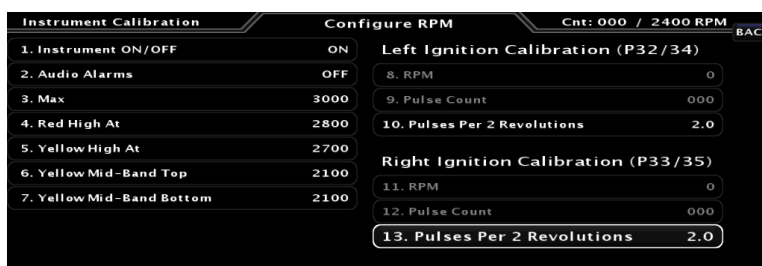 Instrument Calibration
Configure RPM
Cnt: 000 / 2400 RPM
BAC
1. Instrument ON/OFF ON
2. Audio Alarms OFF
3. Max 3000
4. Red High At 2800
5. Yellow High At 2700
6. Yellow Mid-Band Top 2100
7. Yellow Mid-Band Bottom 2100
Left Ignition Calibration (P32/34)
8. RPM 0
9. Pulse Count 000
10. Pulses Per 2 Revolutions 2.0
Right Ignition Calibration (P33/35)
11. RPM 0
12. Pulse Count 000
13. Pulses Per 2 Revolutions 2.0